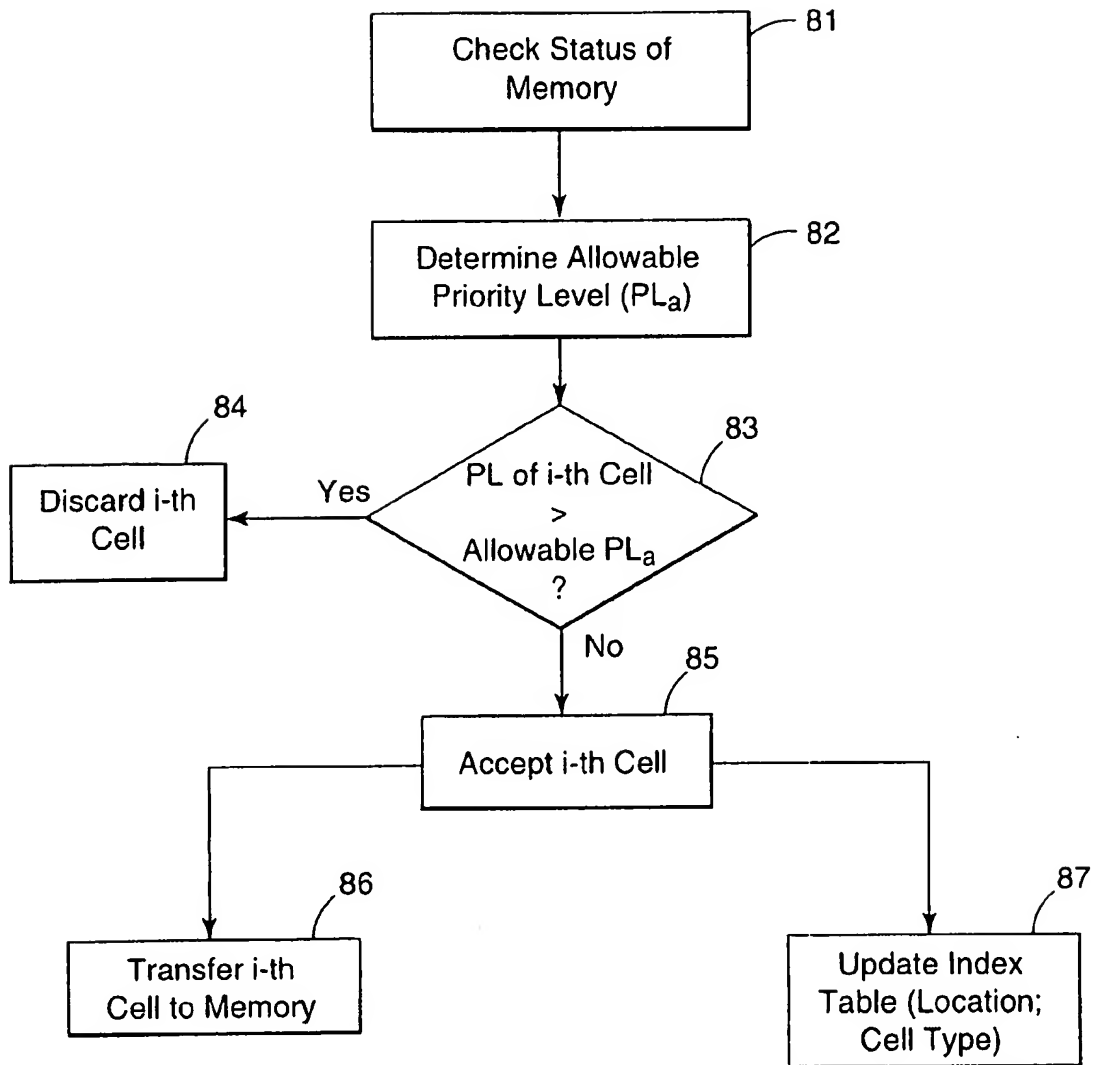 81
Check Status of
Memory
82
Determine Allowable
Priority Level (PLa)
84
83
Discard i-th
Cell
Yes
PL of i-th Cell
>
Allowable PLa
?
No
85
Accept i-th Cell
86
Transfer i-th
Cell to Memory
87
Update Index
Table (Location;
Cell Type)